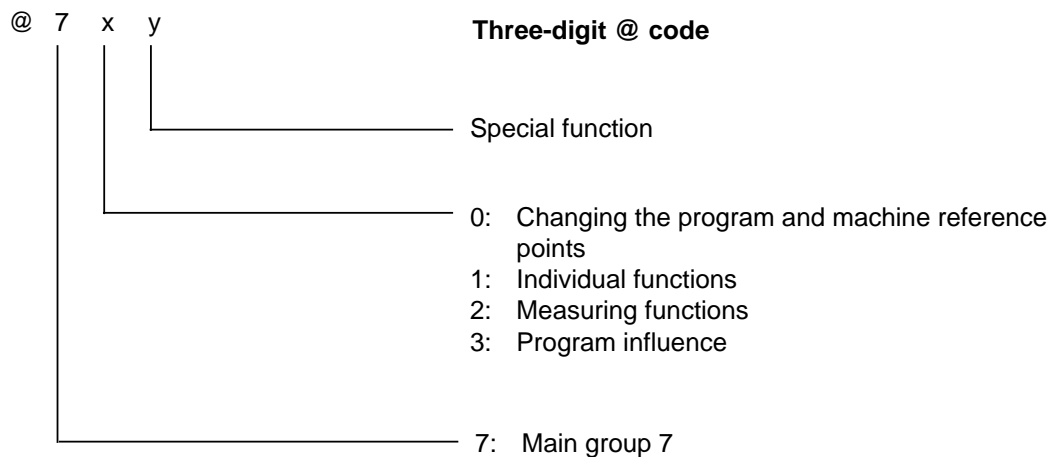 @ 7 x y Three-digit @ code
Special function
0: Changing the program and machine reference
points
1: Individual functions
2: Measuring functions
3: Program influence
7: Main group 7